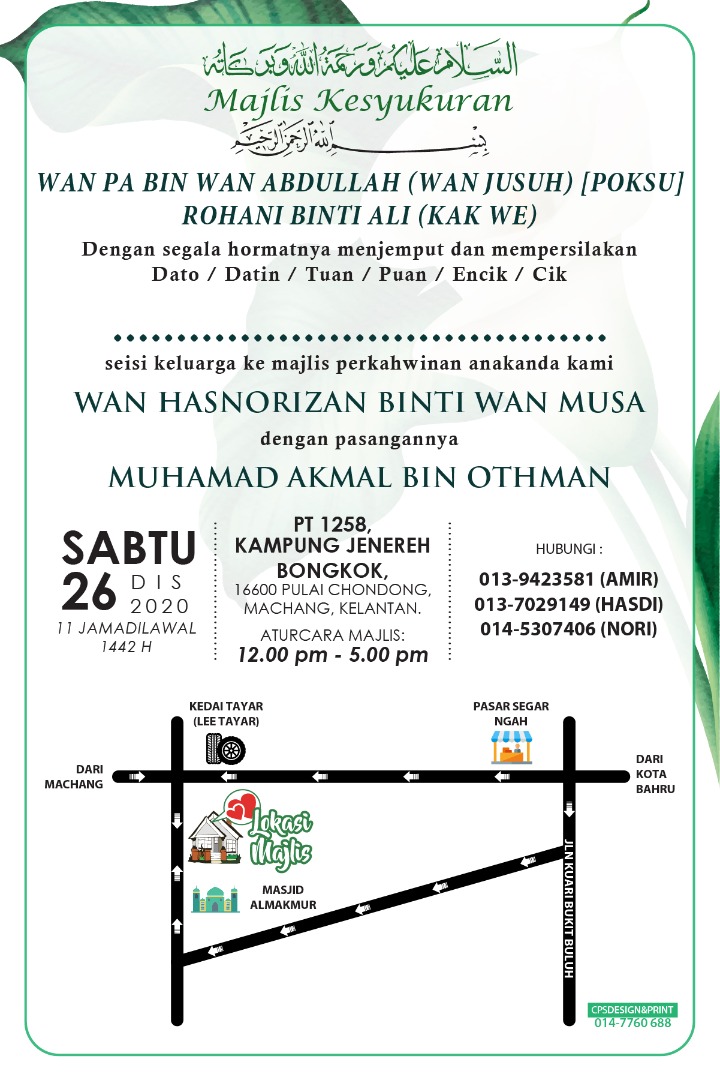 السلام عليكم ورحمة الله وبركاته
Majlis Kesyukuran
بسم الله الرحمن الرحيم
WAN PA BIN WAN ABDULLAH (WAN JUSUH) [POKSU]
ROHANI BINTI ALI (KAK WE)
Dengan segala hormatnya menjemput dan mempersilakan
Dato / Datin / Tuan / Puan / Encik / Cik
seisi keluarga ke majlis perkahwinan anakanda kami
WAN HASNORIZAN BINTI WAN MUSA
dengan pasangannya
MUHAMAD AKMAL BIN OTHMAN
SABTU
26 DIS
2020
11 JAMADILAWAL
1442 H
PT 1258,
KAMPUNG JENEREH
BONGKOK,
16600 PULAI CHONDONG,
MACHANG, KELANTAN.
ATURCARA MAJLIS:
12.00 pm - 5.00 pm
HUBUNGI :
013-9423581 (AMIR)
013-7029149 (HASDI)
014-5307406 (NORI)
KEDAI TAYAR
(LEE TAYAR)
PASAR SEGAR
NGAH
DARI
MACHANG
DARI
KOTA
BAHRU
Lokasi
Majlis
MASJID
ALMAKMUR
JLN KUARI BUKIT BULUH
CPSDESIGN&PRINT
014-7760 688